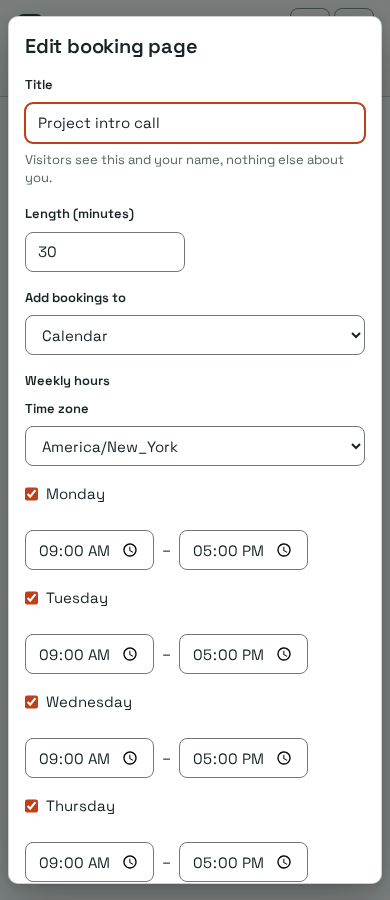 Edit booking page
Title
Project intro call
Visitors see this and your name, nothing else about
you.
Length (minutes)
30
Add bookings to
Calendar
Weekly hours
Time zone
America/New_York
Monday
09:00 AM – 05:00 PM
Tuesday
09:00 AM – 05:00 PM
Wednesday
09:00 AM – 05:00 PM
Thursday
09:00 AM – 05:00 PM